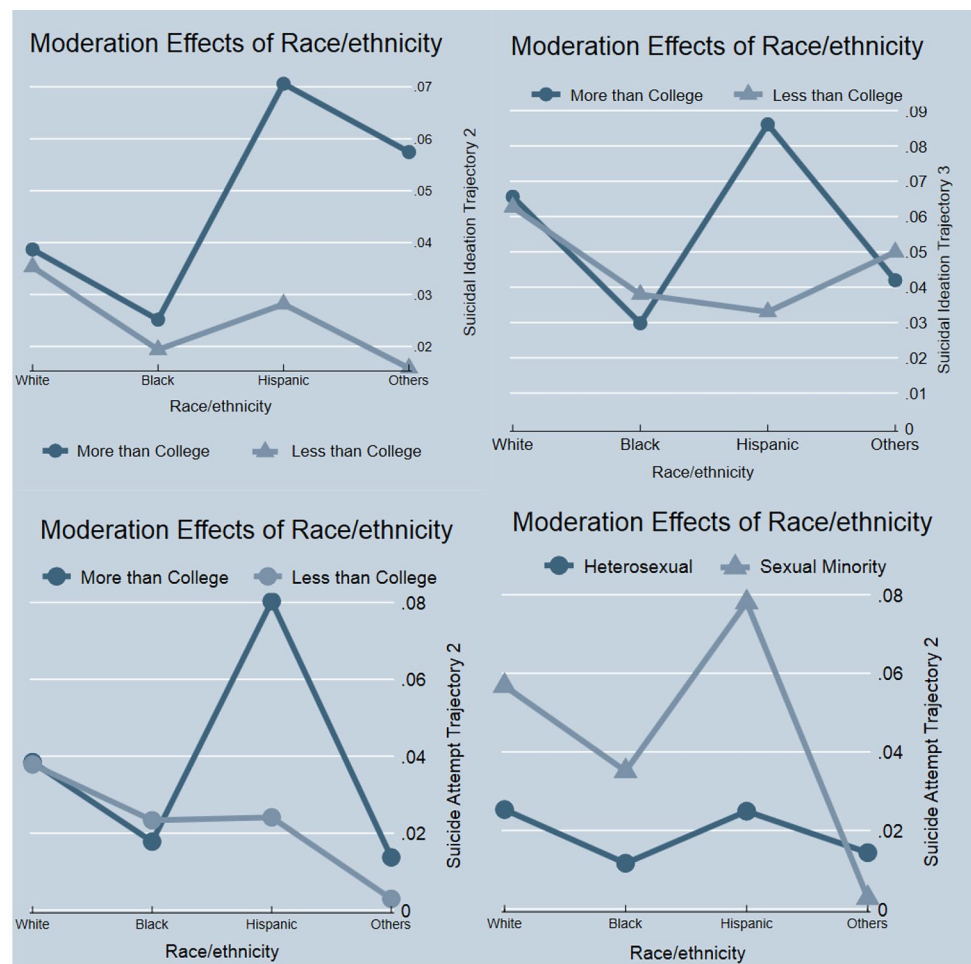 Moderation Effects of Race/ethnicity
.07
.06
.05
.04
.03
.02
Suicidal Ideation Trajectory 2
White Black Hispanic Others
Race/ethnicity
More than College Less than College
Moderation Effects of Race/ethnicity
More than College Less than College
.09
.08
.07
.06
.05
.04
.03
.02
.01
0
Suicidal Ideation Trajectory 3
White Black Hispanic Others
Race/ethnicity
Moderation Effects of Race/ethnicity
More than College Less than College
.08
.06
.04
.02
0
Suicide Attempt Trajectory 2
White Black Hispanic Others
Race/ethnicity
Moderation Effects of Race/ethnicity
Heterosexual Sexual Minority
.08
.06
.04
.02
0
Suicide Attempt Trajectory 2
White Black Hispanic Others
Race/ethnicity